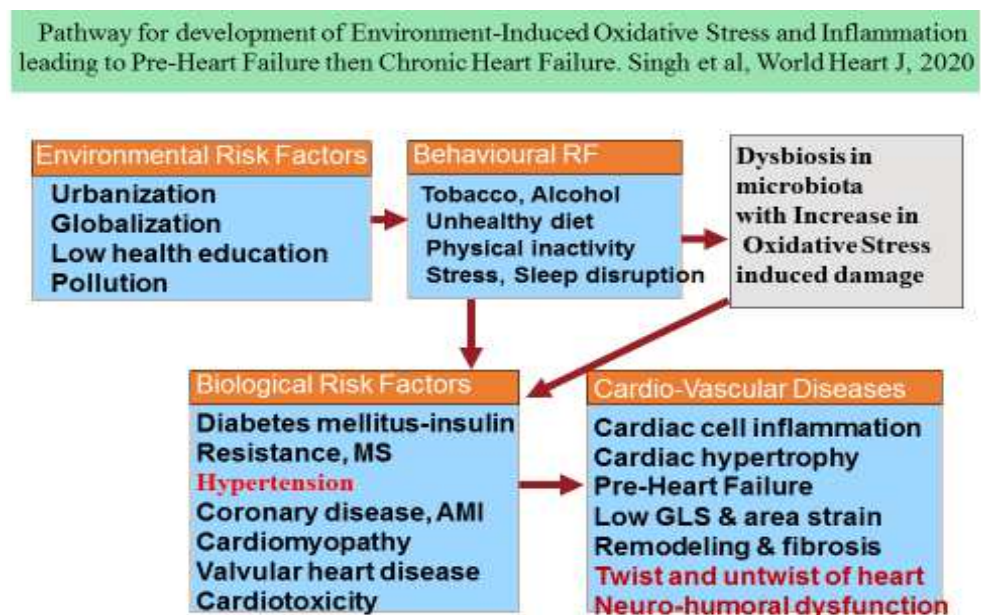 Pathway for development of Environment-Induced Oxidative Stress and Inflammation
leading to Pre-Heart Failure then Chronic Heart Failure. Singh et al, World Heart J, 2020
Environmental Risk Factors
Urbanization
Globalization
Low health education
Pollution
Behavioural RF
Tobacco, Alcohol
Unhealthy diet
Physical inactivity
Stress, Sleep disruption
Dysbiosis in
microbiota
with Increase in
Oxidative Stress
induced damage
Biological Risk Factors
Diabetes mellitus-insulin
Resistance, MS
Hypertension
Coronary disease, AMI
Cardiomyopathy
Valvular heart disease
Cardiotoxicity
Cardio-Vascular Diseases
Cardiac cell inflammation
Cardiac hypertrophy
Pre-Heart Failure
Low GLS & area strain
Remodeling & fibrosis
Twist and untwist of heart
Neuro-humoral dysfunction